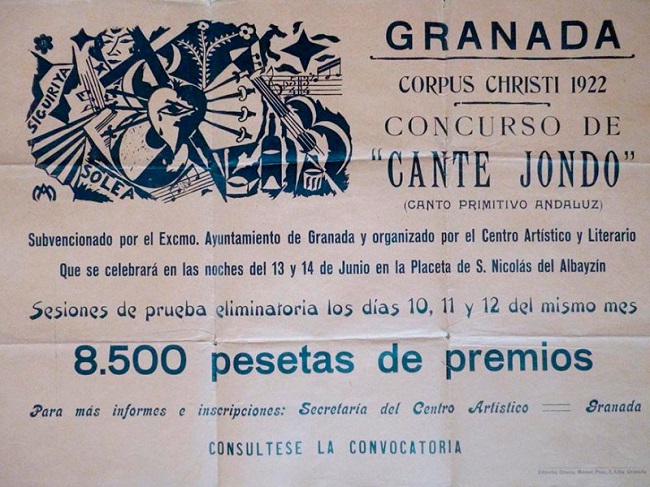 SIGUIRIYA
SOLEA
GRANADA
CORPUS CHRISTI 1922
CONCURSO DE
"CANTE JONDO"
(CANTO PRIMITIVO ANDALUZ)
Subvencionado por el Excmo. Ayuntamiento de Granada y organizado por el Centro Artístico y Literario
Que se celebrará en las noches del 13 y 14 de Junio en la Placeta de S. Nicolás del Albayzín
Sesiones de prueba eliminatoria los días 10, 11 y 12 del mismo mes
8.500 pesetas de premios
Para más informes e inscripciones: Secretaría del Centro Artístico == Granada
CONSULTESE LA CONVOCATORIA